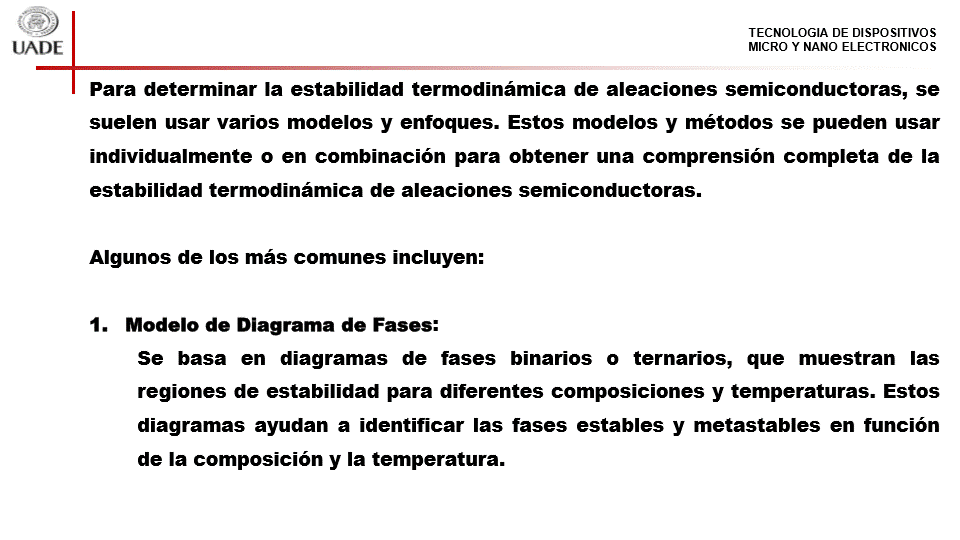 UADE
TECNOLOGIA DE DISPOSITIVOS
MICRO Y NANO ELECTRONICOS
Para determinar la estabilidad termodinámica de aleaciones semiconductoras, se
suelen usar varios modelos y enfoques. Estos modelos y métodos se pueden usar
individualmente o en combinación para obtener una comprensión completa de la
estabilidad termodinámica de aleaciones semiconductoras.
Algunos de los más comunes incluyen:
1. Modelo de Diagrama de Fases:
Se basa en diagramas de fases binarios o ternarios, que muestran las
regiones de estabilidad para diferentes composiciones y temperaturas. Estos
diagramas ayudan a identificar las fases estables y metastables en función
de la composición y la temperatura.